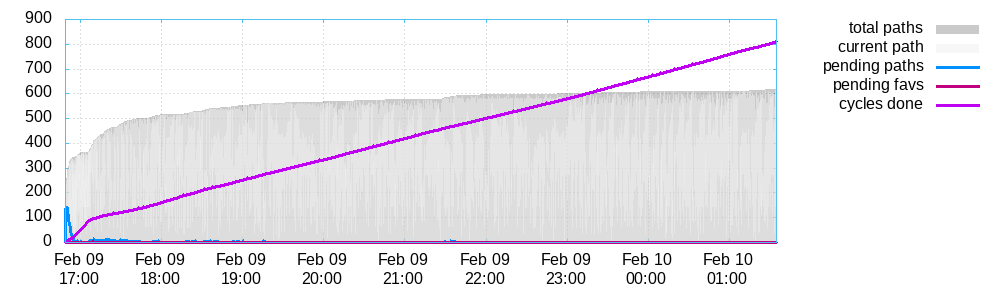 900
800
700
600
500
400
300
200
100
0
Feb 09
17:00
Feb 09
18:00
Feb 09
19:00
Feb 09
20:00
Feb 09
21:00
Feb 09
22:00
Feb 09
23:00
Feb 10
00:00
Feb 10
01:00
total paths
current path
pending paths
pending favs
cycles done